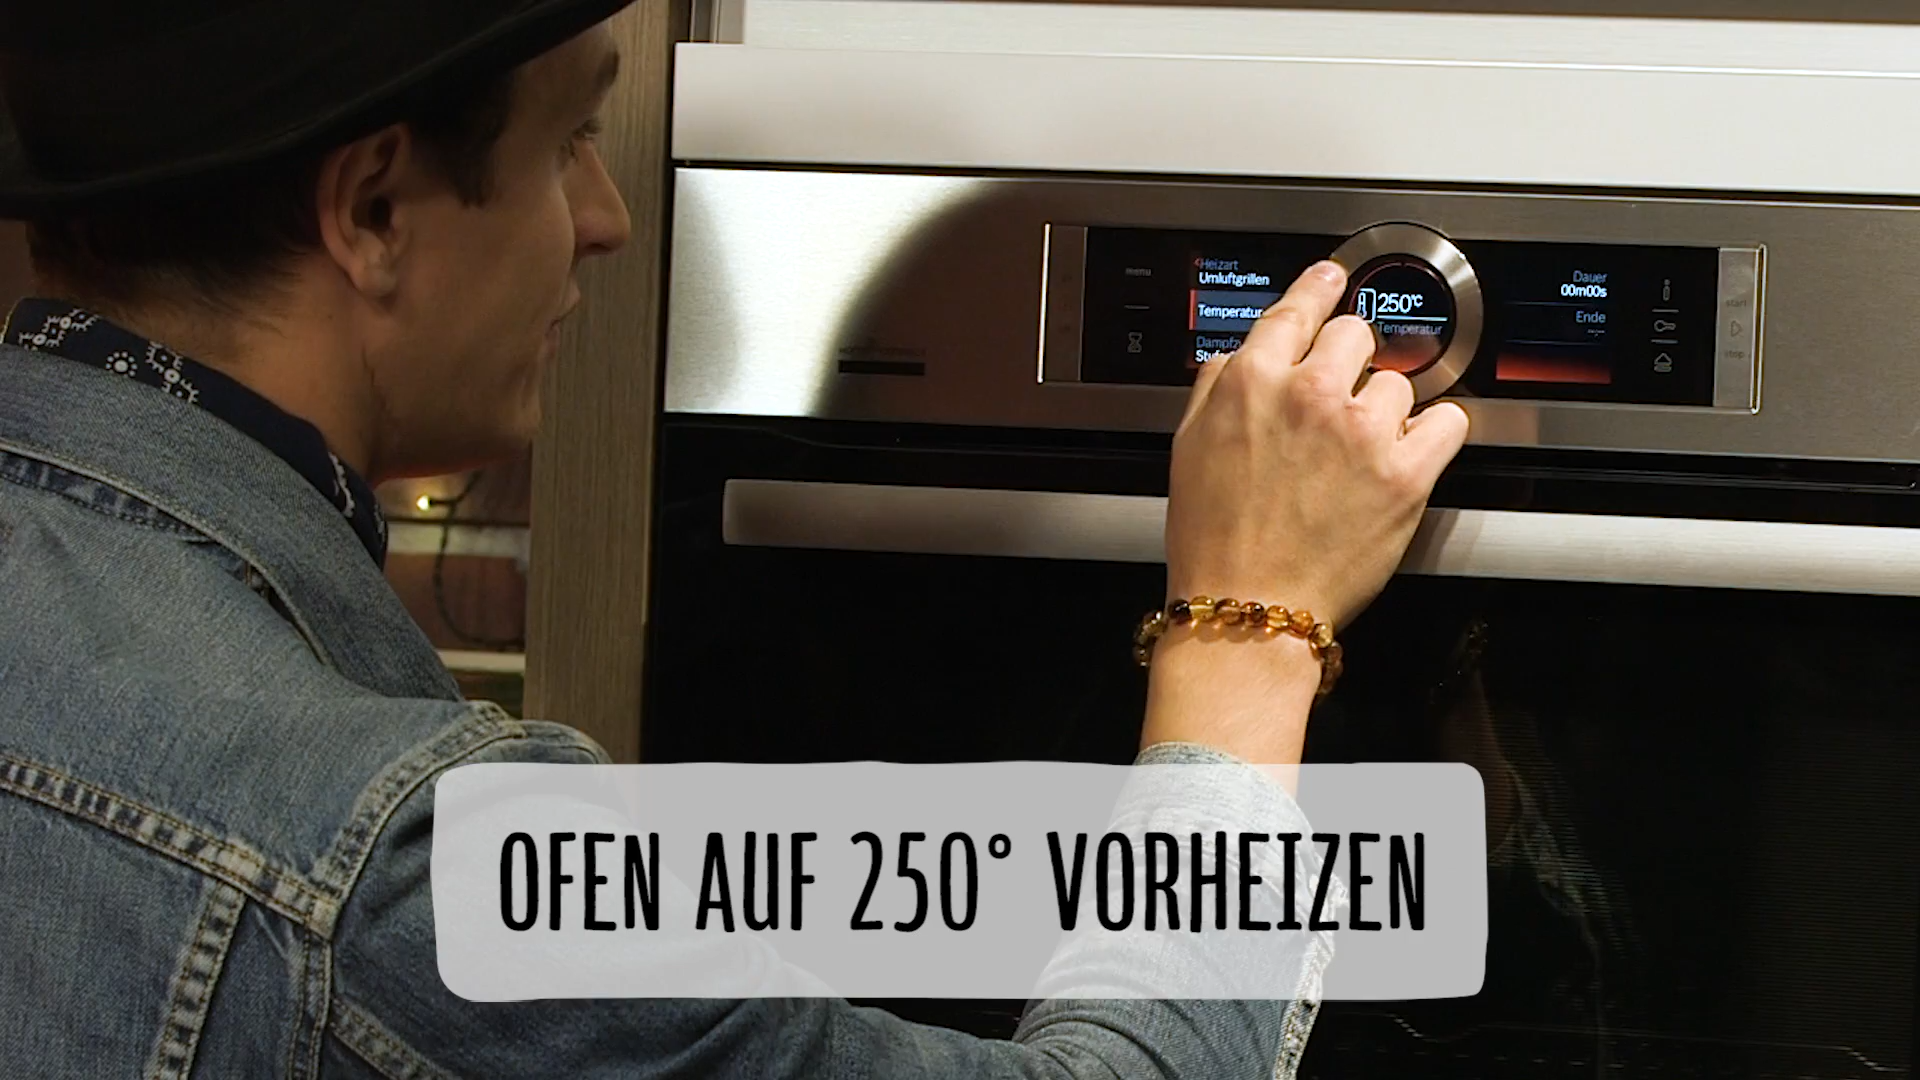 menu
Heizart
Umluftgrillen
Temperatur
250°C
Temperatur
Dauer
00m00s
Ende
start
stop
OFEN AUF 250° VORHEIZEN